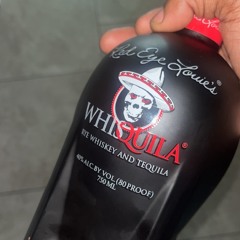 Red Eye Louie's
WHISQUILA®
RYE WHISKEY AND TEQUILA
40% ALC. BY VOL. (80 PROOF)
750 ML